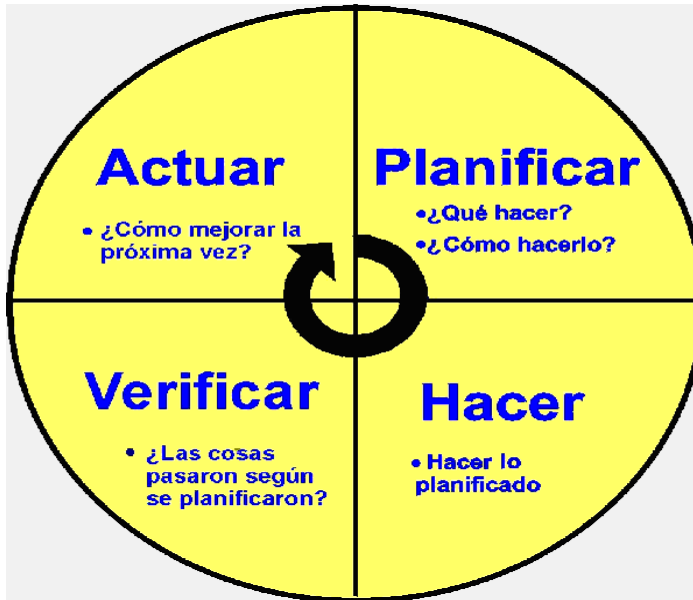 Actuar
• ¿Cómo mejorar la
próxima vez?
Planificar
•¿Qué hacer?
•¿Cómo hacerlo?
Verificar
• ¿Las cosas
pasaron según
se planificaron?
Hacer
• Hacer lo
planificado